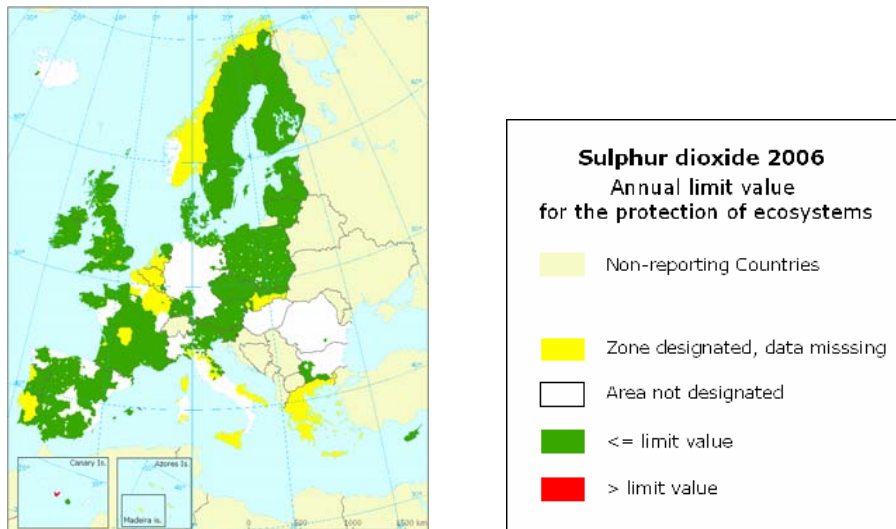 Canary Is.
Azores Is.
Madeira is.
0 500 1000 1500 km
Sulphur dioxide 2006
Annual limit value
for the protection of ecosystems
Non-reporting Countries
Zone designated, data misssing
Area not designated
<= limit value
> limit value